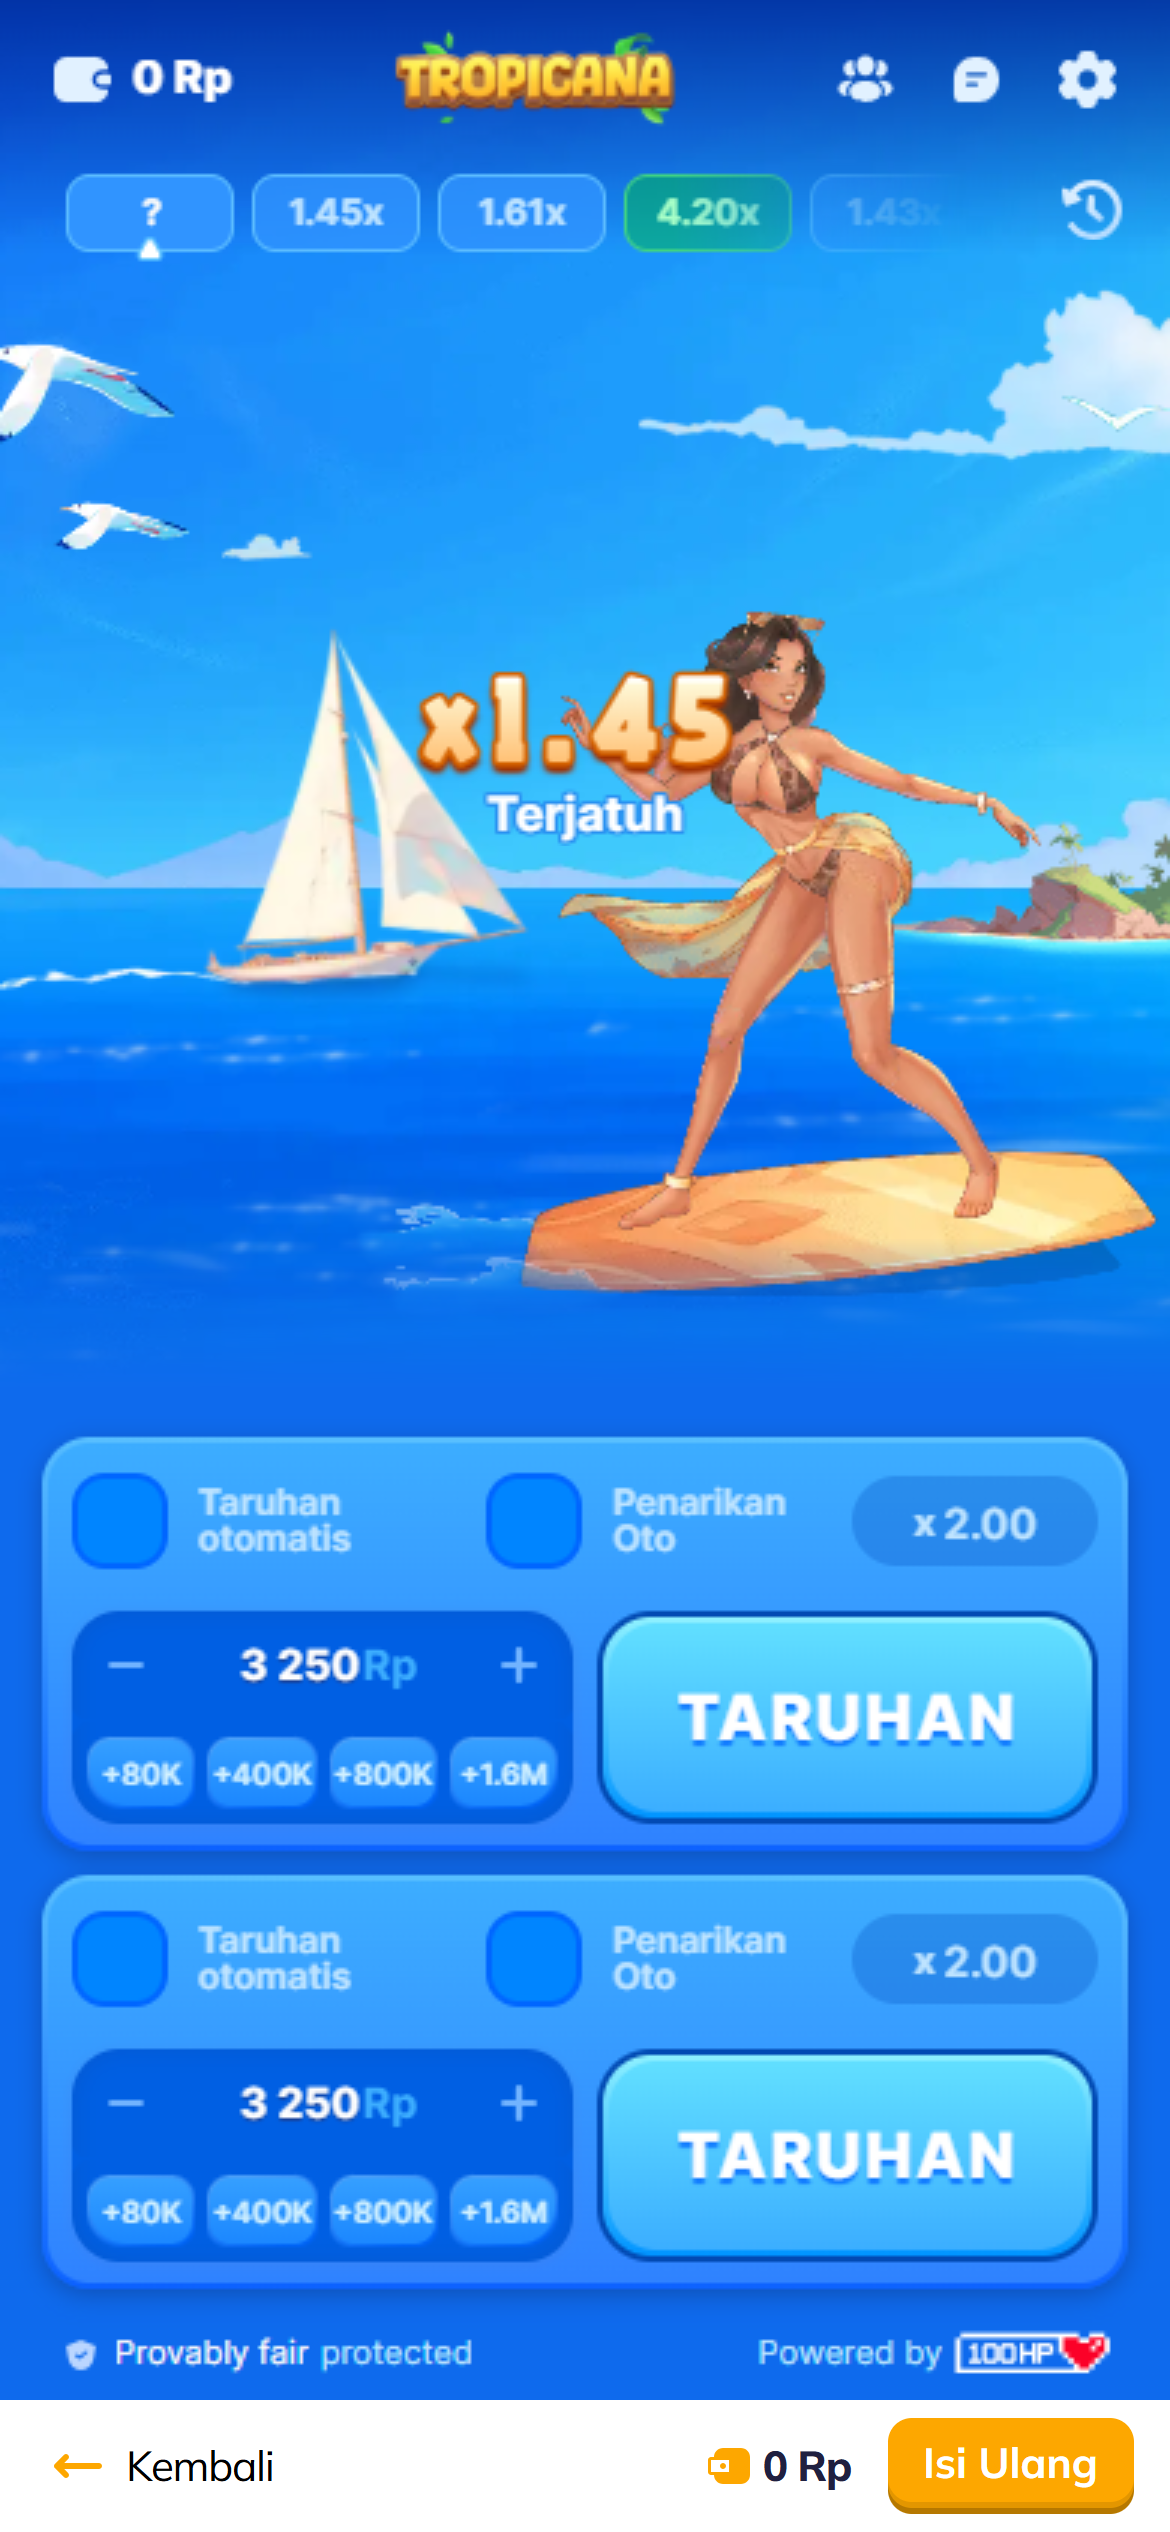 0 Rp
TROPICANA
?
1.45x
1.61x
4.20x
1.43x
x1.45
Terjatuh
Taruhan
otomatis
Penarikan
Oto
x 2.00
3 250 Rp
TARUHAN
+80K
+400K
+800K
+1.6M
Taruhan
otomatis
Penarikan
Oto
x 2.00
3 250 Rp
TARUHAN
+80K
+400K
+800K
+1.6M
Provably fair protected
Powered by 100HP
Kembali
0 Rp
Isi Ulang